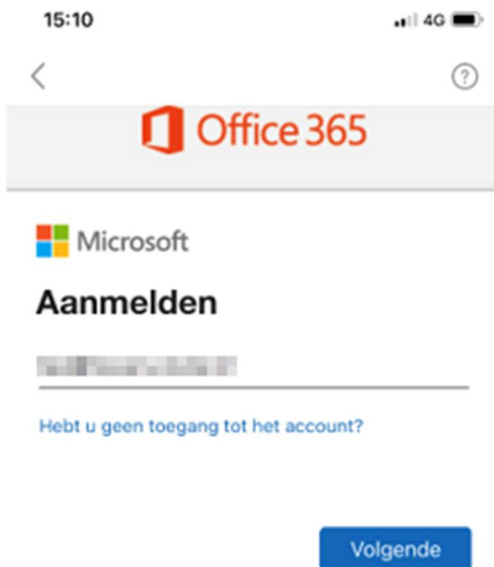 15:10 4G
?
Office 365
Microsoft
Aanmelden
Hebt u geen toegang tot het account?
Volgende